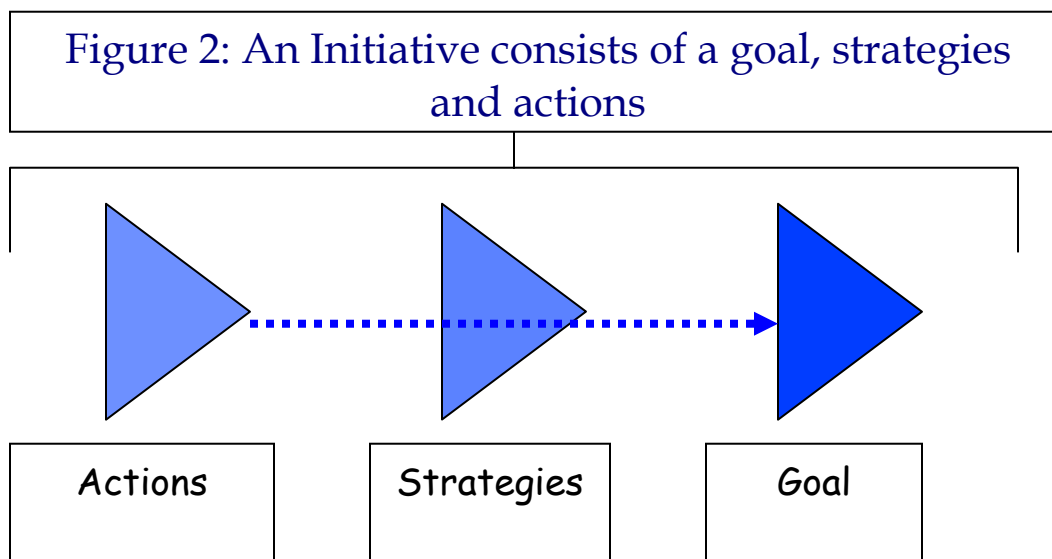 Figure 2: An Initiative consists of a goal, strategies
and actions
Actions
Strategies
Goal